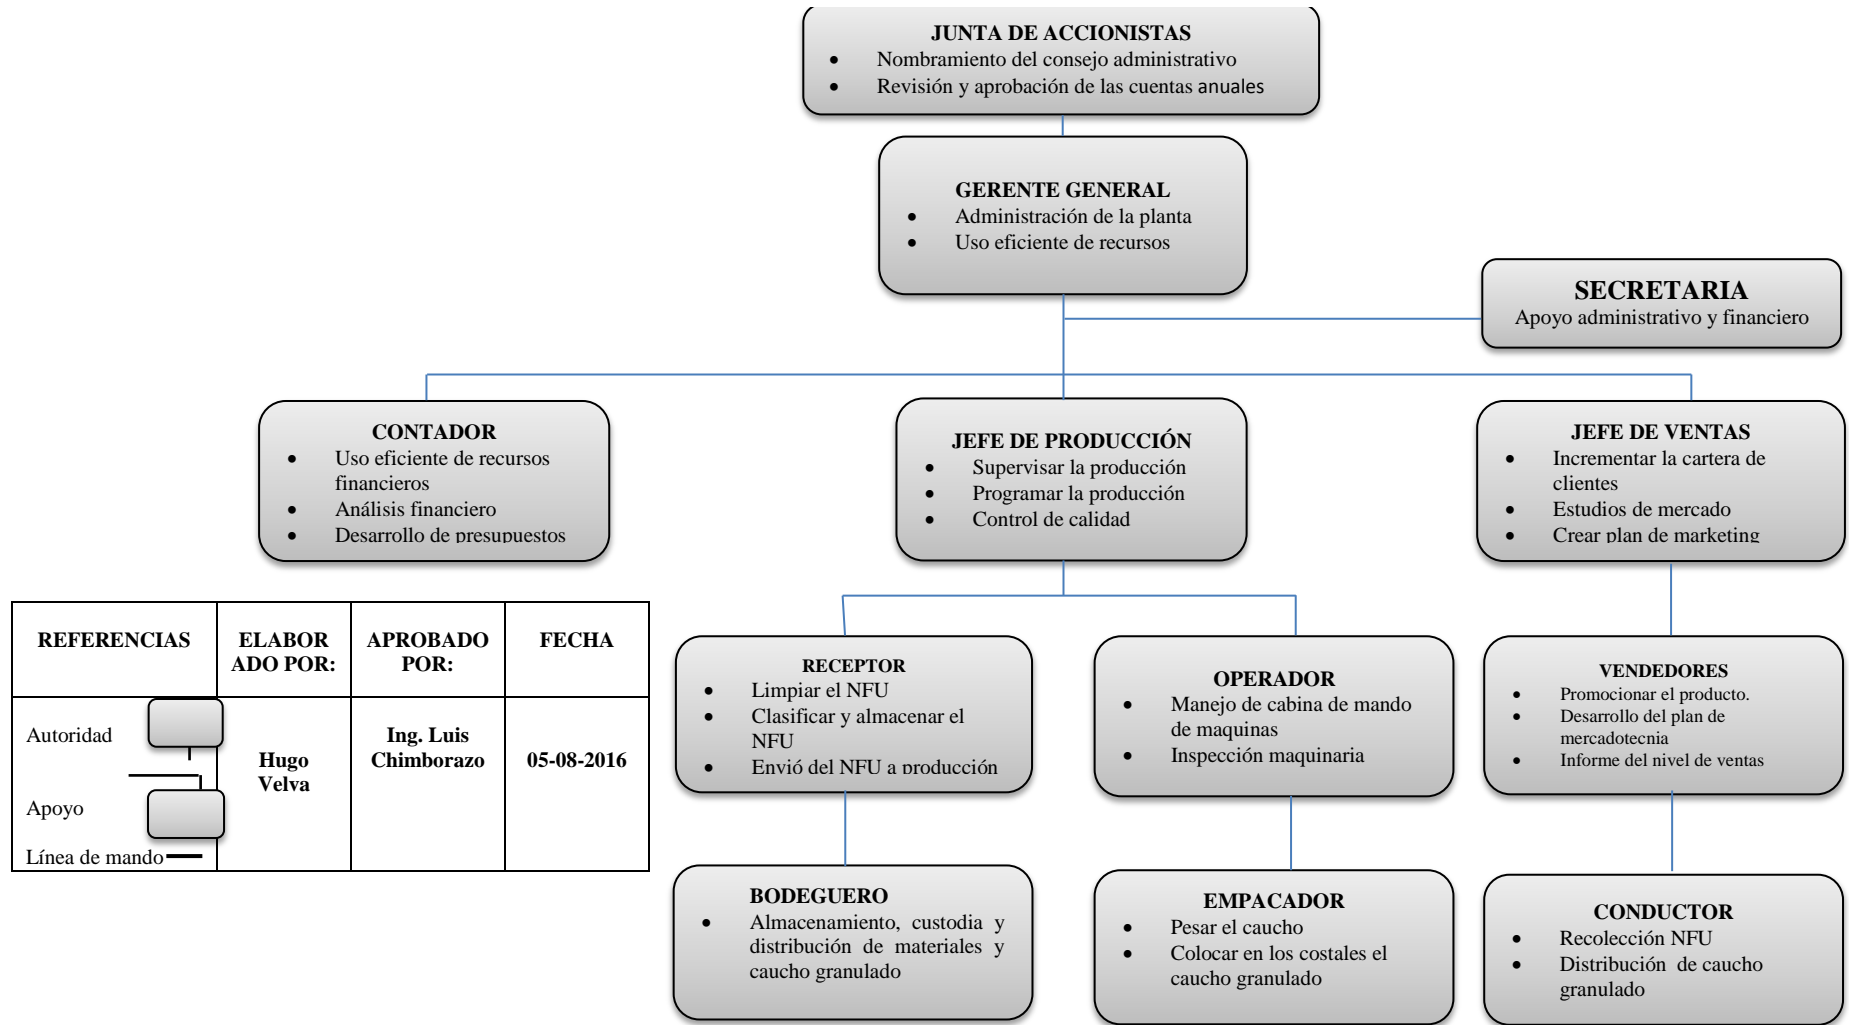 JUNTA DE ACCIONISTAS
• Nombramiento del consejo administrativo
• Revisión y aprobación de las cuentas anuales
GERENTE GENERAL
• Administración de la planta
• Uso eficiente de recursos
SECRETARIA
Apoyo administrativo y financiero
CONTADOR
• Uso eficiente de recursos
financieros
• Análisis financiero
• Desarrollo de presupuestos
JEFE DE PRODUCCIÓN
• Supervisar la producción
• Programar la producción
• Control de calidad
JEFE DE VENTAS
• Incrementar la cartera de
clientes
• Estudios de mercado
• Crear plan de marketing
REFERENCIAS
ELABOR
ADO POR:
APROBADO
POR:
FECHA
Autoridad
Apoyo
Línea de mando
Hugo
Velva
Ing. Luis
Chimborazo
05-08-2016
RECEPTOR
• Limpiar el NFU
• Clasificar y almacenar el
NFU
• Envió del NFU a producción
OPERADOR
• Manejo de cabina de mando
de maquinas
• Inspección maquinaria
VENDEDORES
• Promocionar el producto.
• Desarrollo del plan de
mercadotecnia
• Informe del nivel de ventas
BODEGUERO
• Almacenamiento, custodia y
distribución de materiales y
caucho granulado
EMPACADOR
• Pesar el caucho
• Colocar en los costales el
caucho granulado
CONDUCTOR
• Recolección NFU
• Distribución de caucho
granulado